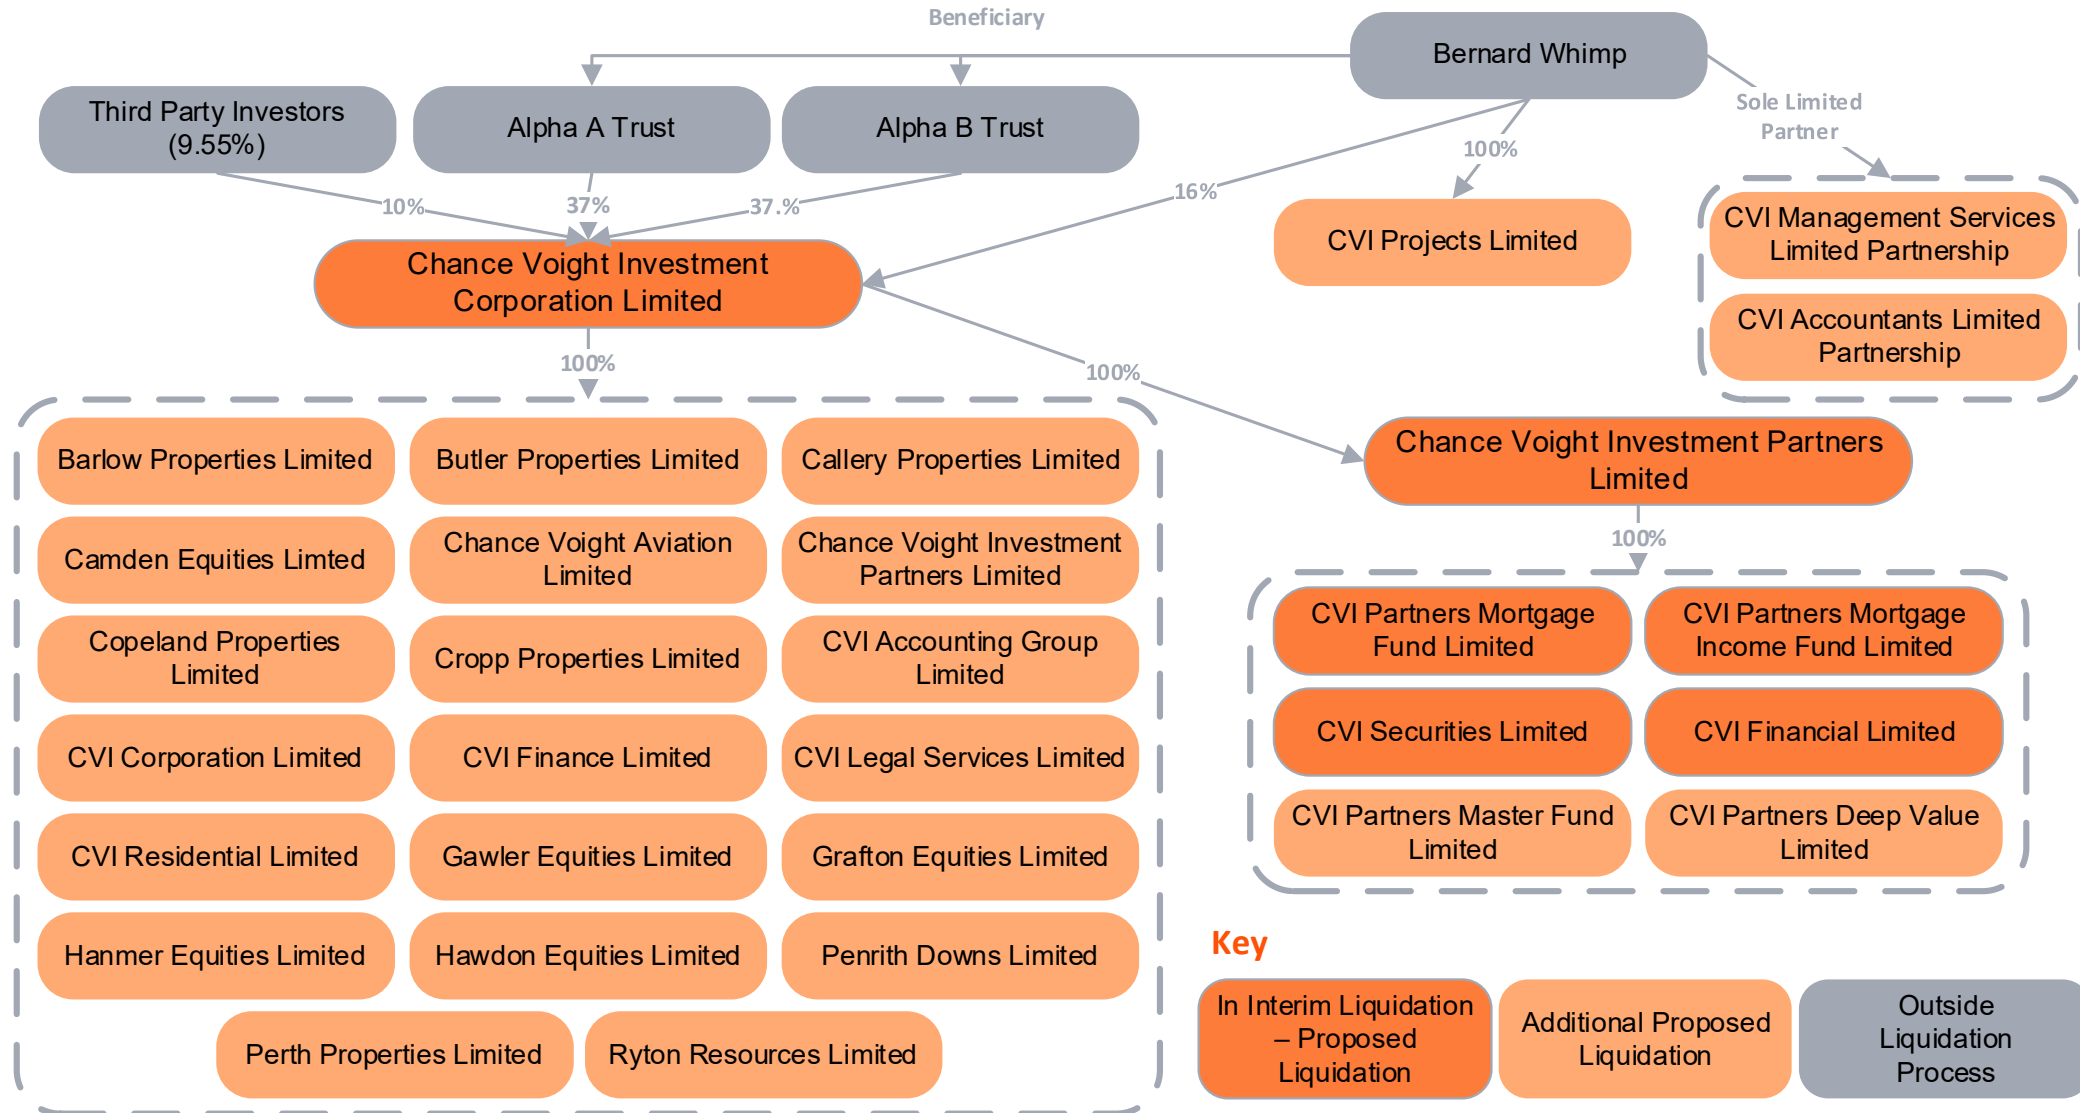 Beneficiary
Bernard Whimp
Third Party Investors
(9.55%)
Alpha A Trust
Alpha B Trust
Sole Limited
Partner
100%
10%
37%
37.%
16%
CVI Projects Limited
CVI Management Services
Limited Partnership
CVI Accountants Limited
Partnership
Chance Voight Investment
Corporation Limited
100%
100%
Barlow Properties Limited
Butler Properties Limited
Callery Properties Limited
Camden Equities Limted
Chance Voight Aviation
Limited
Chance Voight Investment
Partners Limited
Copeland Properties
Limited
Cropp Properties Limited
CVI Accounting Group
Limited
CVI Corporation Limited
CVI Finance Limited
CVI Legal Services Limited
CVI Residential Limited
Gawler Equities Limited
Grafton Equities Limited
Hanmer Equities Limited
Hawdon Equities Limited
Penrith Downs Limited
Perth Properties Limited
Ryton Resources Limited
Chance Voight Investment Partners
Limited
100%
CVI Partners Mortgage
Fund Limited
CVI Partners Mortgage
Income Fund Limited
CVI Securities Limited
CVI Financial Limited
CVI Partners Master Fund
Limited
CVI Partners Deep Value
Limited
Key
In Interim Liquidation
– Proposed
Liquidation
Additional Proposed
Liquidation
Outside
Liquidation
Process